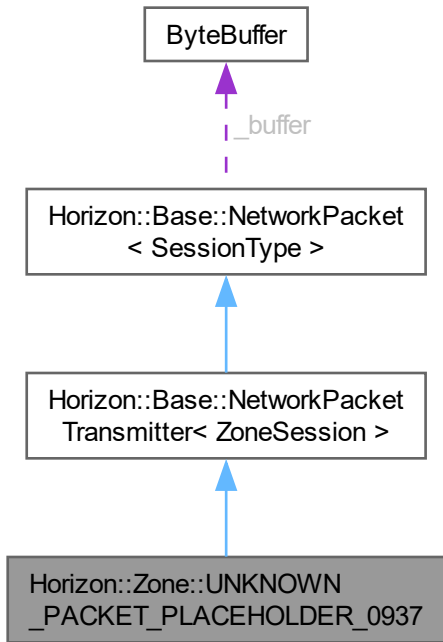 ByteBuffer
_buffer
Horizon::Base::NetworkPacket
< SessionType >
Horizon::Base::NetworkPacket
Transmitter< ZoneSession >
Horizon::Zone::UNKNOWN
_PACKET_PLACEHOLDER_0937